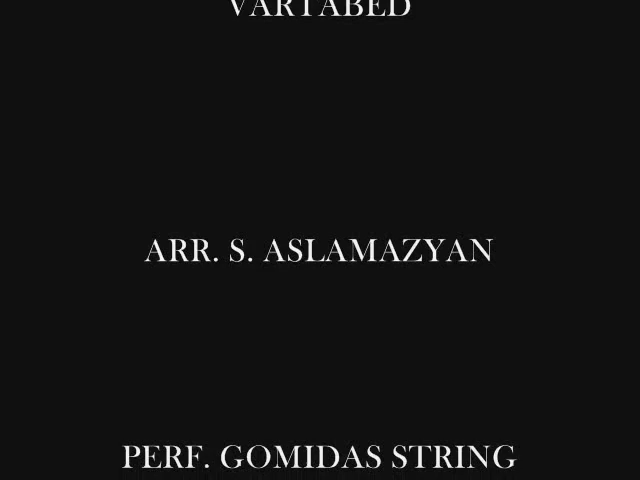 VARTABED
ARR. S. ASLAMAZYAN
PERF. GOMIDAS STRING